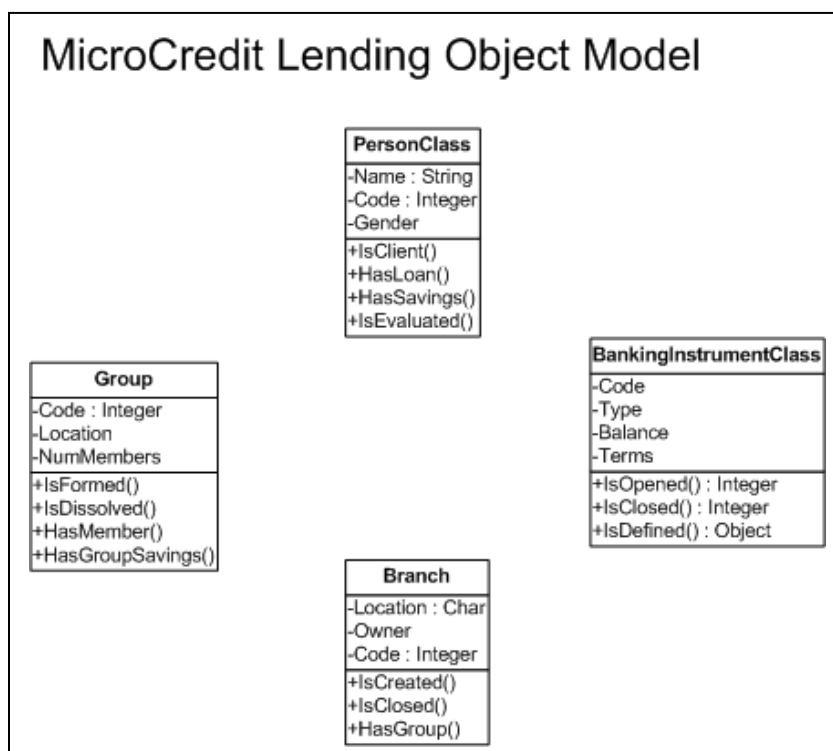 MicroCredit Lending Object Model
PersonClass
-Name : String
-Code : Integer
-Gender
+IsClient()
+HasLoan()
+HasSavings()
+IsEvaluated()
BankingInstrumentClass
-Code
-Type
-Balance
-Terms
+IsOpened() : Integer
+IsClosed() : Integer
+IsDefined() : Object
Group
-Code : Integer
-Location
-NumMembers
+IsFormed()
+IsDissolved()
+HasMember()
+HasGroupSavings()
Branch
-Location : Char
-Owner
-Code : Integer
+IsCreated()
+IsClosed()
+HasGroup()